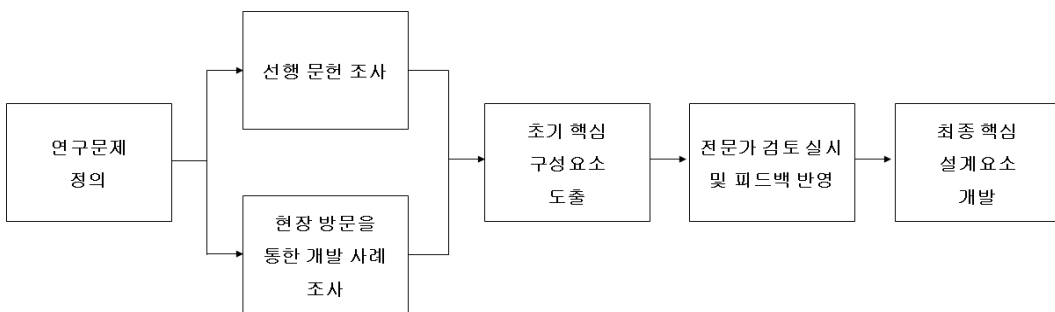 연구문제
정의
선행 문헌 조사
현장 방문을
통한 개발 사례
조사
초기 핵심
구성요소
도출
전문가 검토 실시
및 피드백 반영
최종 핵심
설계요소
개발